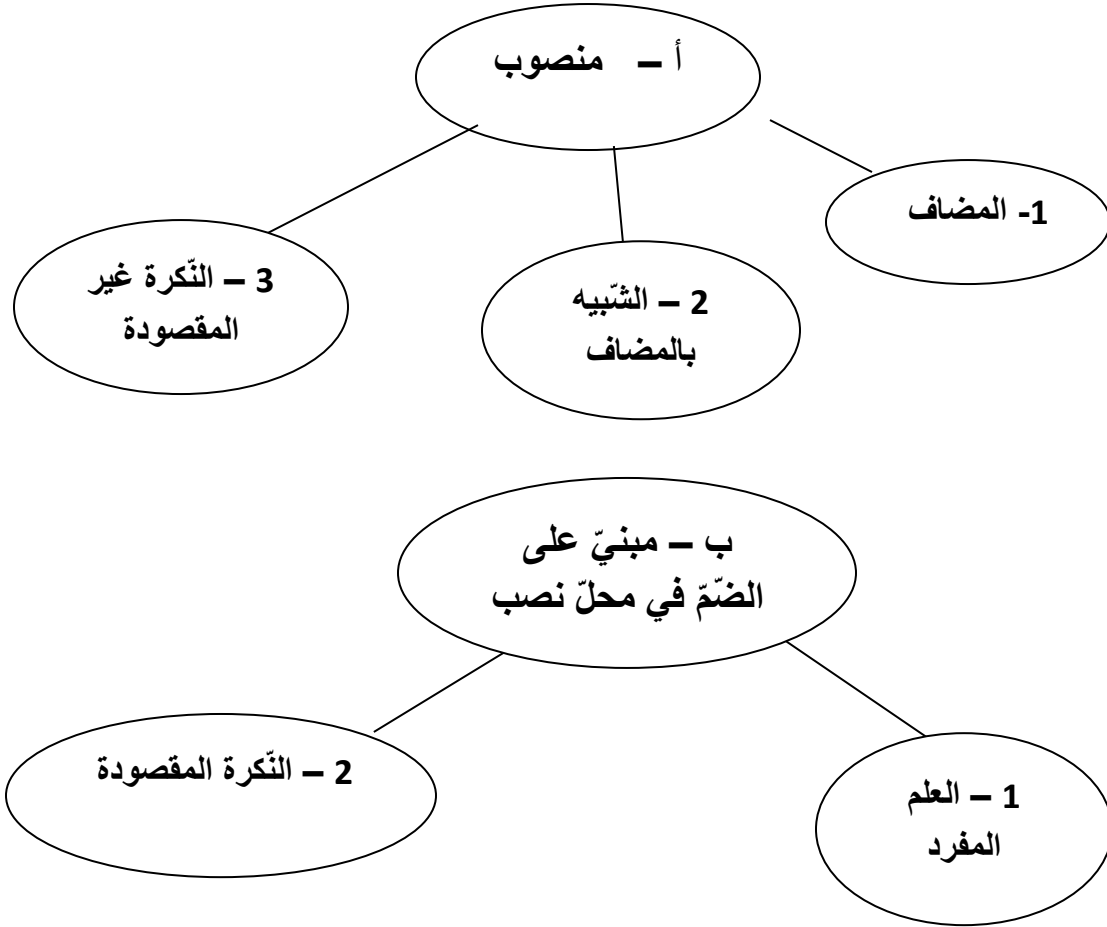 أ – منصوب
1- المضاف
2 – الشّبيه
بالمضاف
3 – النّكرة غير
المقصودة
ب – مبنيّ على
الضّمّ في محلّ نصب
1 – العلم
المفرد
2 – النّكرة المقصودة